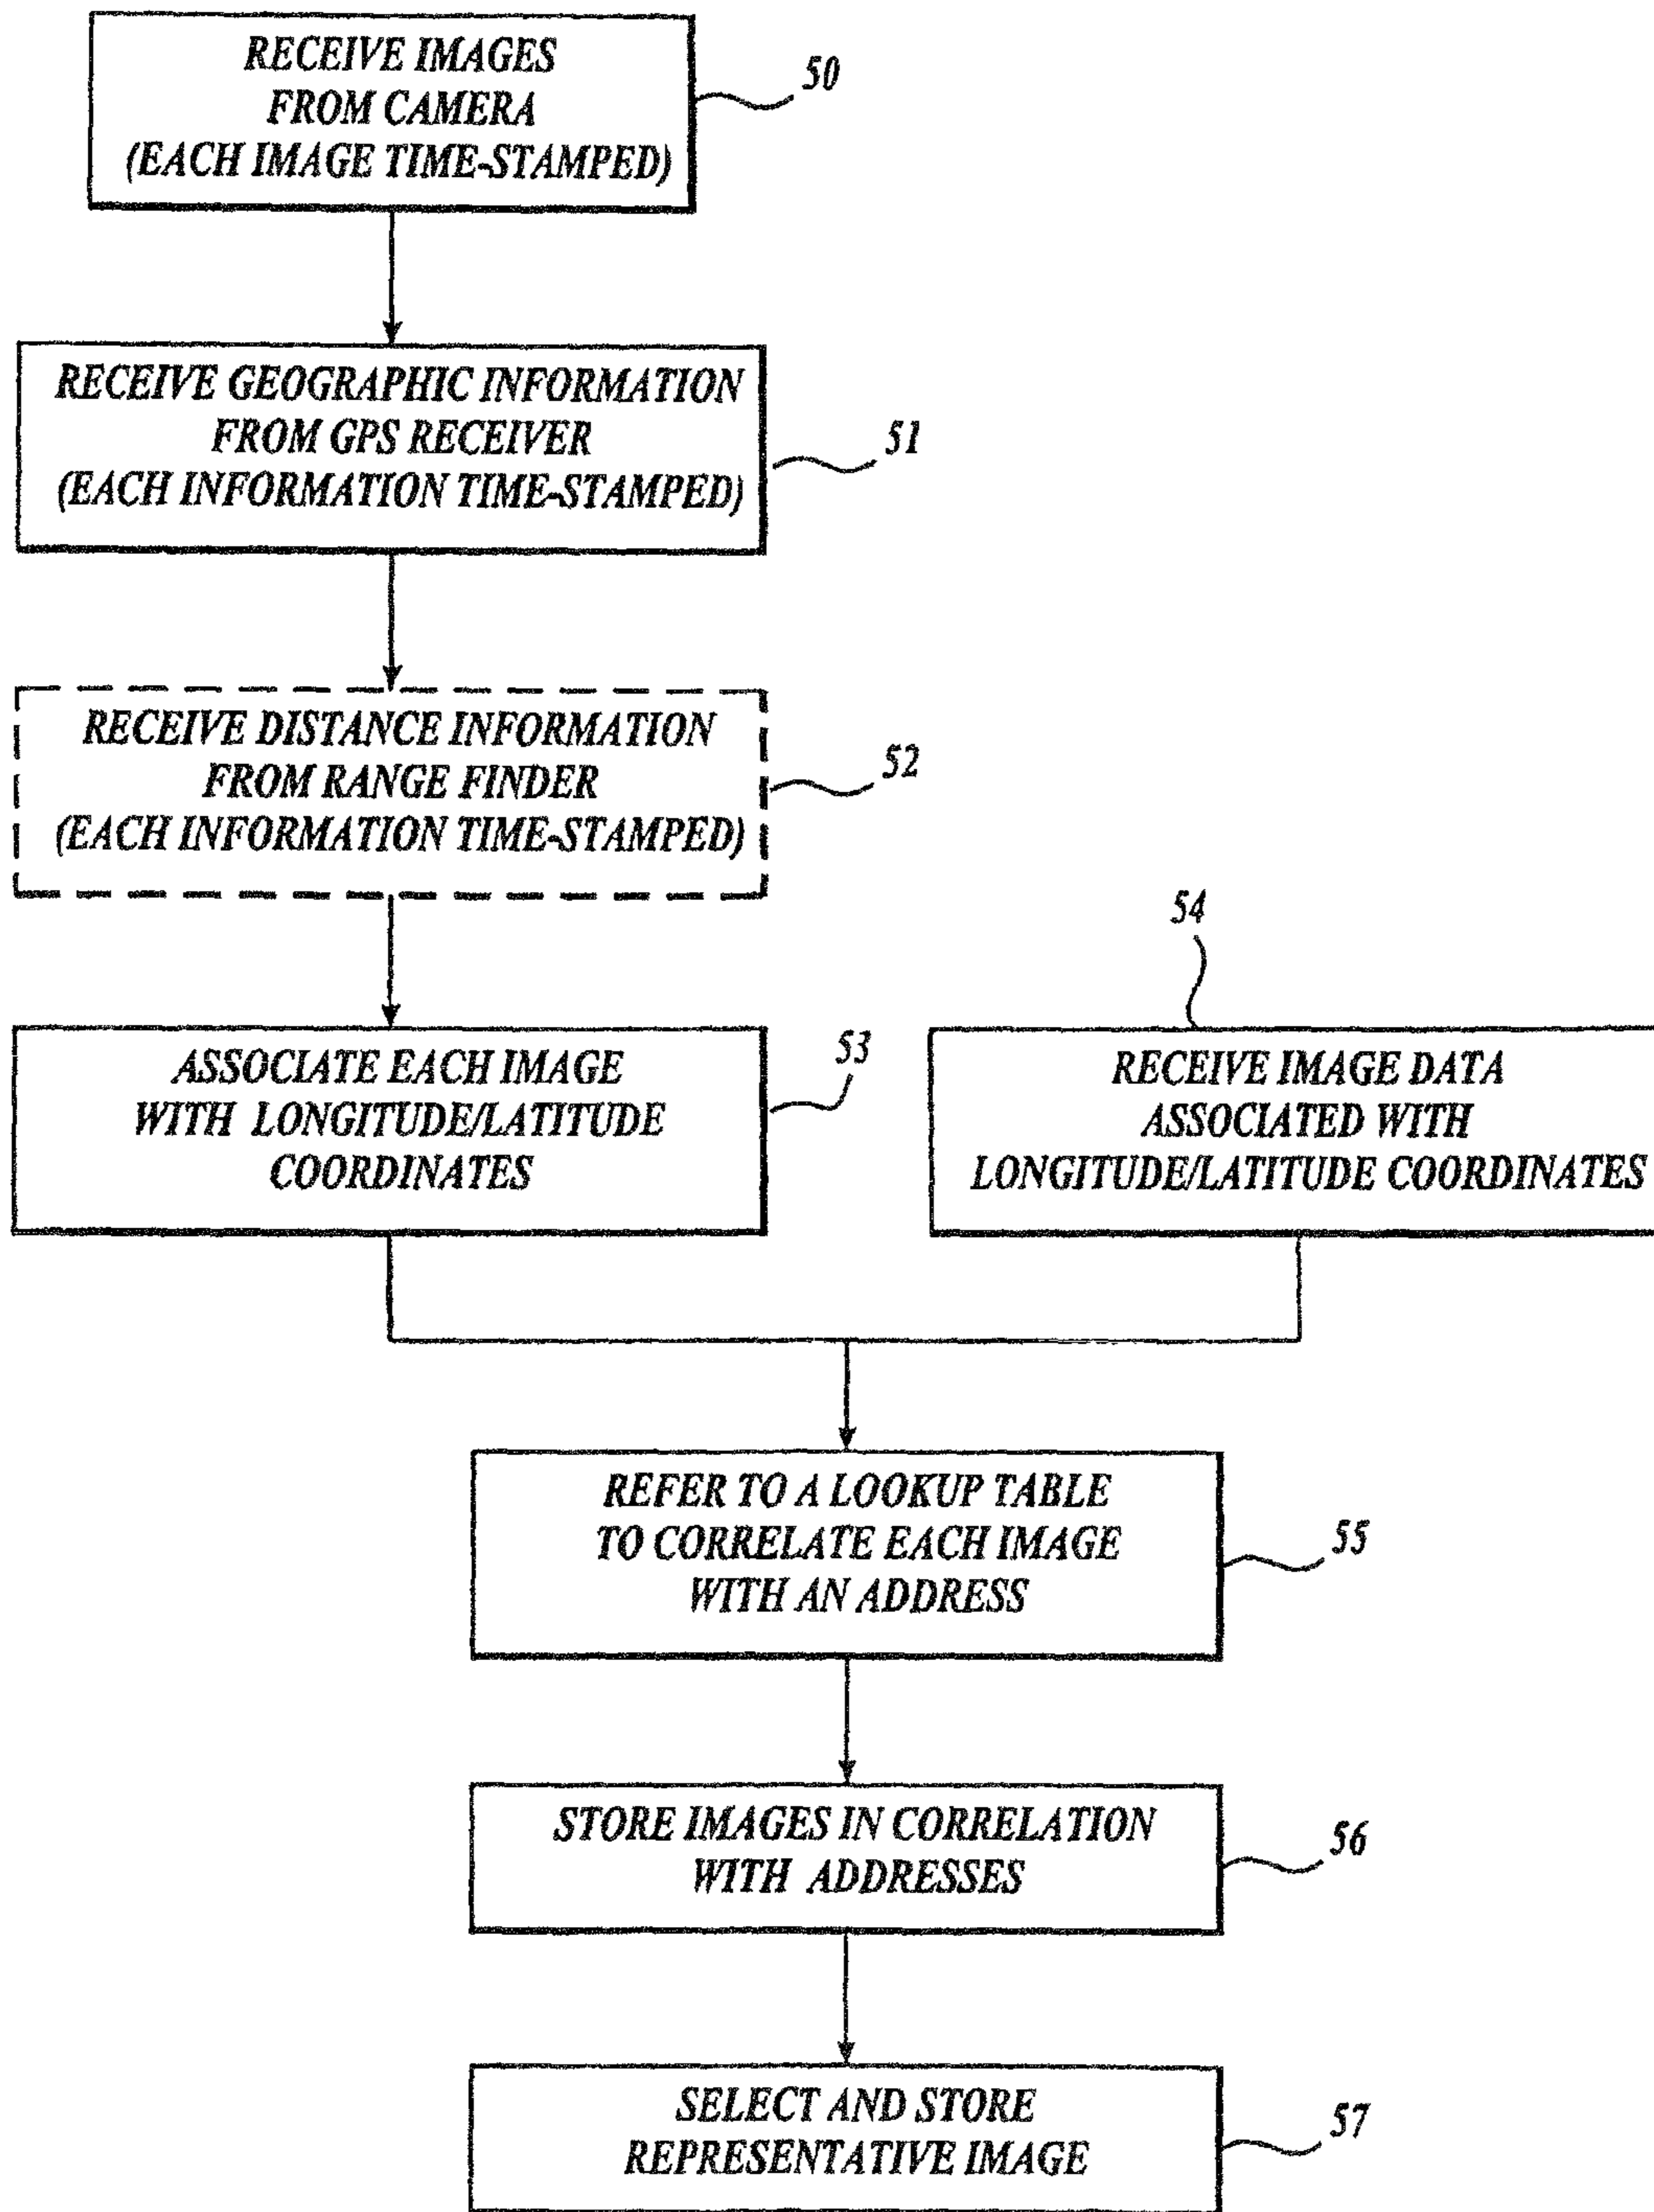 RECEIVE IMAGES
FROM CAMERA
(EACH IMAGE TIME-STAMPED)
50
RECEIVE GEOGRAPHIC INFORMATION
FROM GPS RECEIVER
(EACH INFORMATION TIME-STAMPED)
51
RECEIVE DISTANCE INFORMATION
FROM RANGE FINDER
(EACH INFORMATION TIME-STAMPED)
52
ASSOCIATE EACH IMAGE
WITH LONGITUDE/LATITUDE
COORDINATES
53
54
RECEIVE IMAGE DATA
ASSOCIATED WITH
LONGITUDE/LATITUDE COORDINATES
REFER TO A LOOKUP TABLE
TO CORRELATE EACH IMAGE
WITH AN ADDRESS
55
STORE IMAGES IN CORRELATION
WITH ADDRESSES
56
SELECT AND STORE
REPRESENTATIVE IMAGE
57